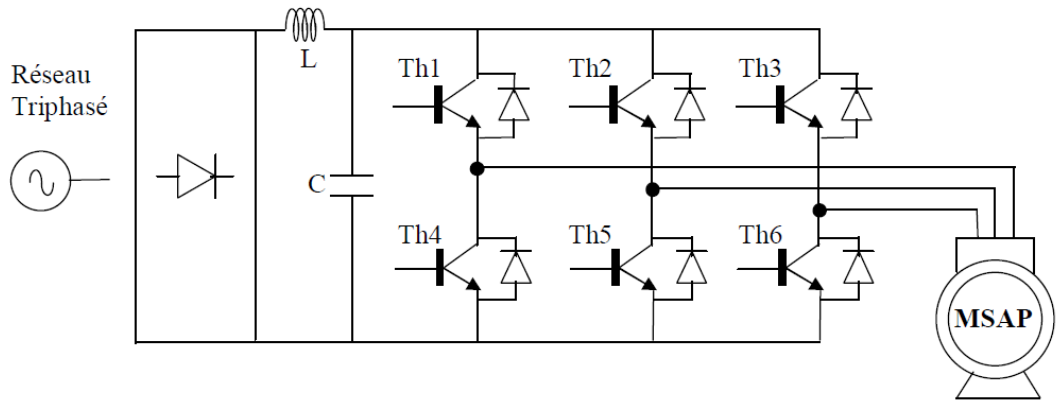 Réseau
Triphasé
L
C
Th1
Th2
Th3
Th4
Th5
Th6
MSAP